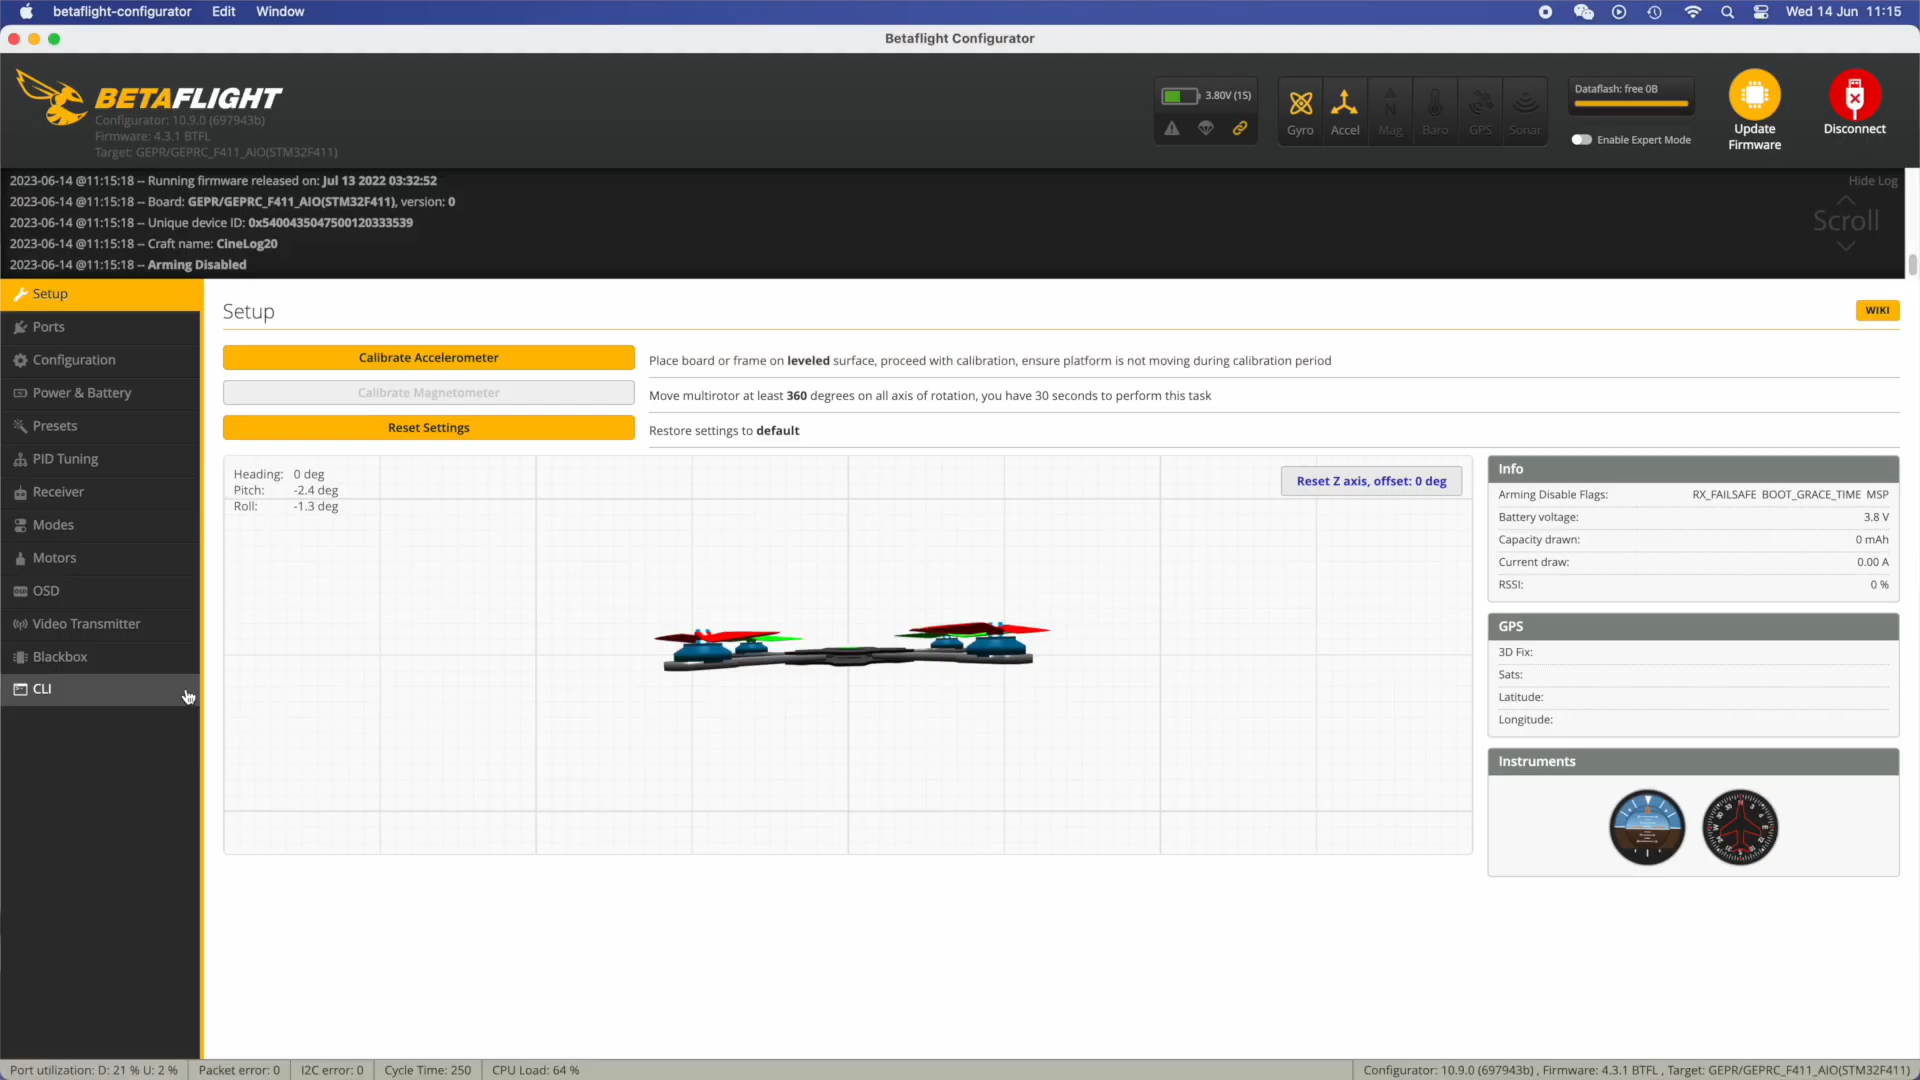 betaflight-configurator Edit Window Wed 14 Jun 11:15
Betaflight Configurator
BETAFLIGHT
Configurator: 10.9.0 (697943b)
Firmware: 4.3.1 BTFL
Target: GEPR/GEPRC_F411_AIO(STM32F411)
3.80V (1S)
Gyro Accel Mag Baro GPS Sonar
Dataflash: free 0B
Enable Expert Mode
Update
Firmware
Disconnect
2023-06-14 @11:15:18 -- Running firmware released on: Jul 13 2022 03:32:52
2023-06-14 @11:15:18 -- Board: GEPR/GEPRC_F411_AIO(STM32F411), version: 0
2023-06-14 @11:15:18 -- Unique device ID: 0x5400435047500120333539
2023-06-14 @11:15:18 -- Craft name: CineLog20
2023-06-14 @11:15:18 -- Arming Disabled
Hide Log
Scroll
Setup
Ports
Configuration
Power & Battery
Presets
PID Tuning
Receiver
Modes
Motors
OSD
Video Transmitter
Blackbox
CLI
Setup
WIKI
Calibrate Accelerometer
Place board or frame on leveled surface, proceed with calibration, ensure platform is not moving during calibration period
Calibrate Magnetometer
Move multirotor at least 360 degrees on all axis of rotation, you have 30 seconds to perform this task
Reset Settings
Restore settings to default
Heading: 0 deg
Pitch: -2.4 deg
Roll: -1.3 deg
Reset Z axis, offset: 0 deg
Info
Arming Disable Flags: RX_FAILSAFE BOOT_GRACE_TIME MSP
Battery voltage: 3.8 V
Capacity drawn: 0 mAh
Current draw: 0.00 A
RSSI: 0 %
GPS
3D Fix:
Sats:
Latitude:
Longitude:
Instruments
Port utilization: D: 21 % U: 2 % Packet error: 0 I2C error: 0 Cycle Time: 250 CPU Load: 64 %
Configurator: 10.9.0 (697943b) , Firmware: 4.3.1 BTFL , Target: GEPR/GEPRC_F411_AIO(STM32F411)